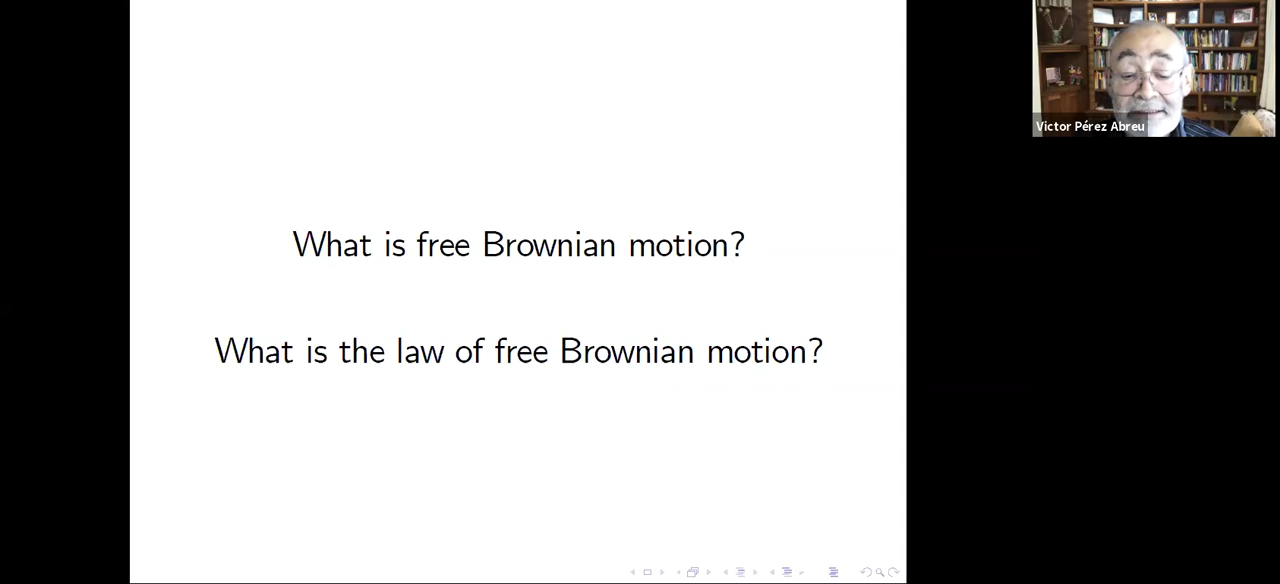 What is free Brownian motion?
What is the law of free Brownian motion?
Victor Pérez Abreu